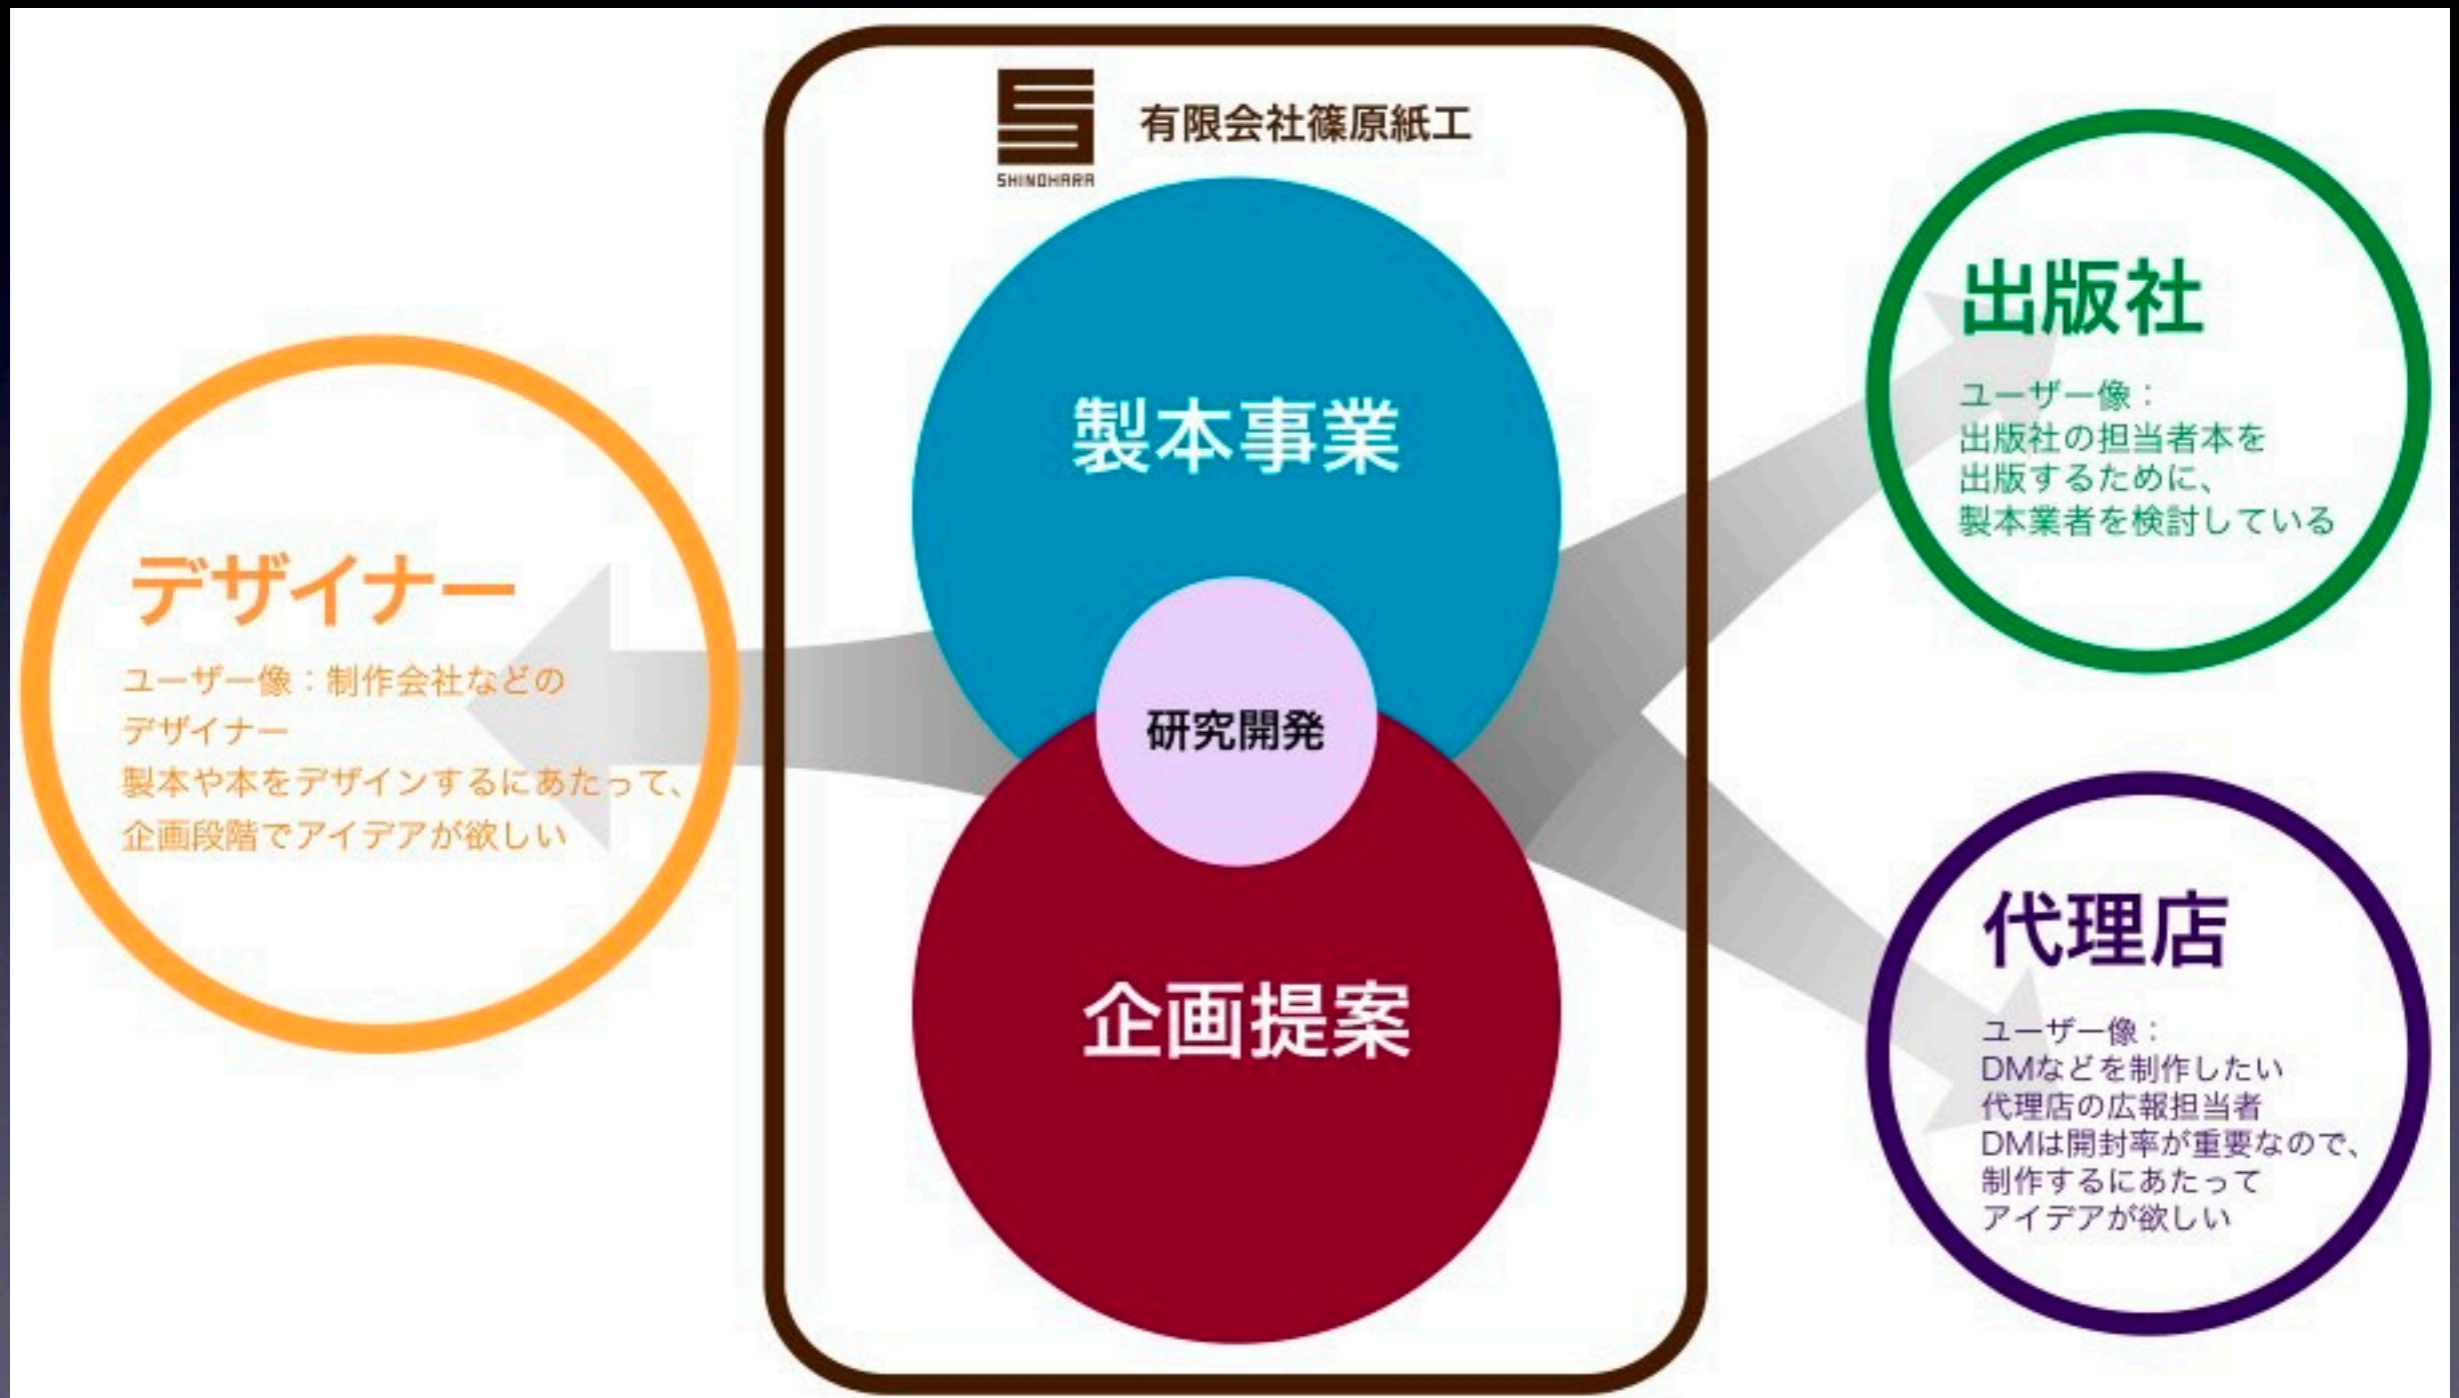 SHINOHARA
有限会社篠原紙工
製本事業
研究開発
企画提案
デザイナー
ユーザー像：制作会社などの
デザイナー
製本や本をデザインするにあたって、
企画段階でアイデアが欲しい
出版社
ユーザー像：
出版社の担当者本を
出版するために、
製本業者を検討している
代理店
ユーザー像：
DMなどを制作したい
代理店の広報担当者
DMは開封率が重要なので、
制作するにあたって
アイデアが欲しい